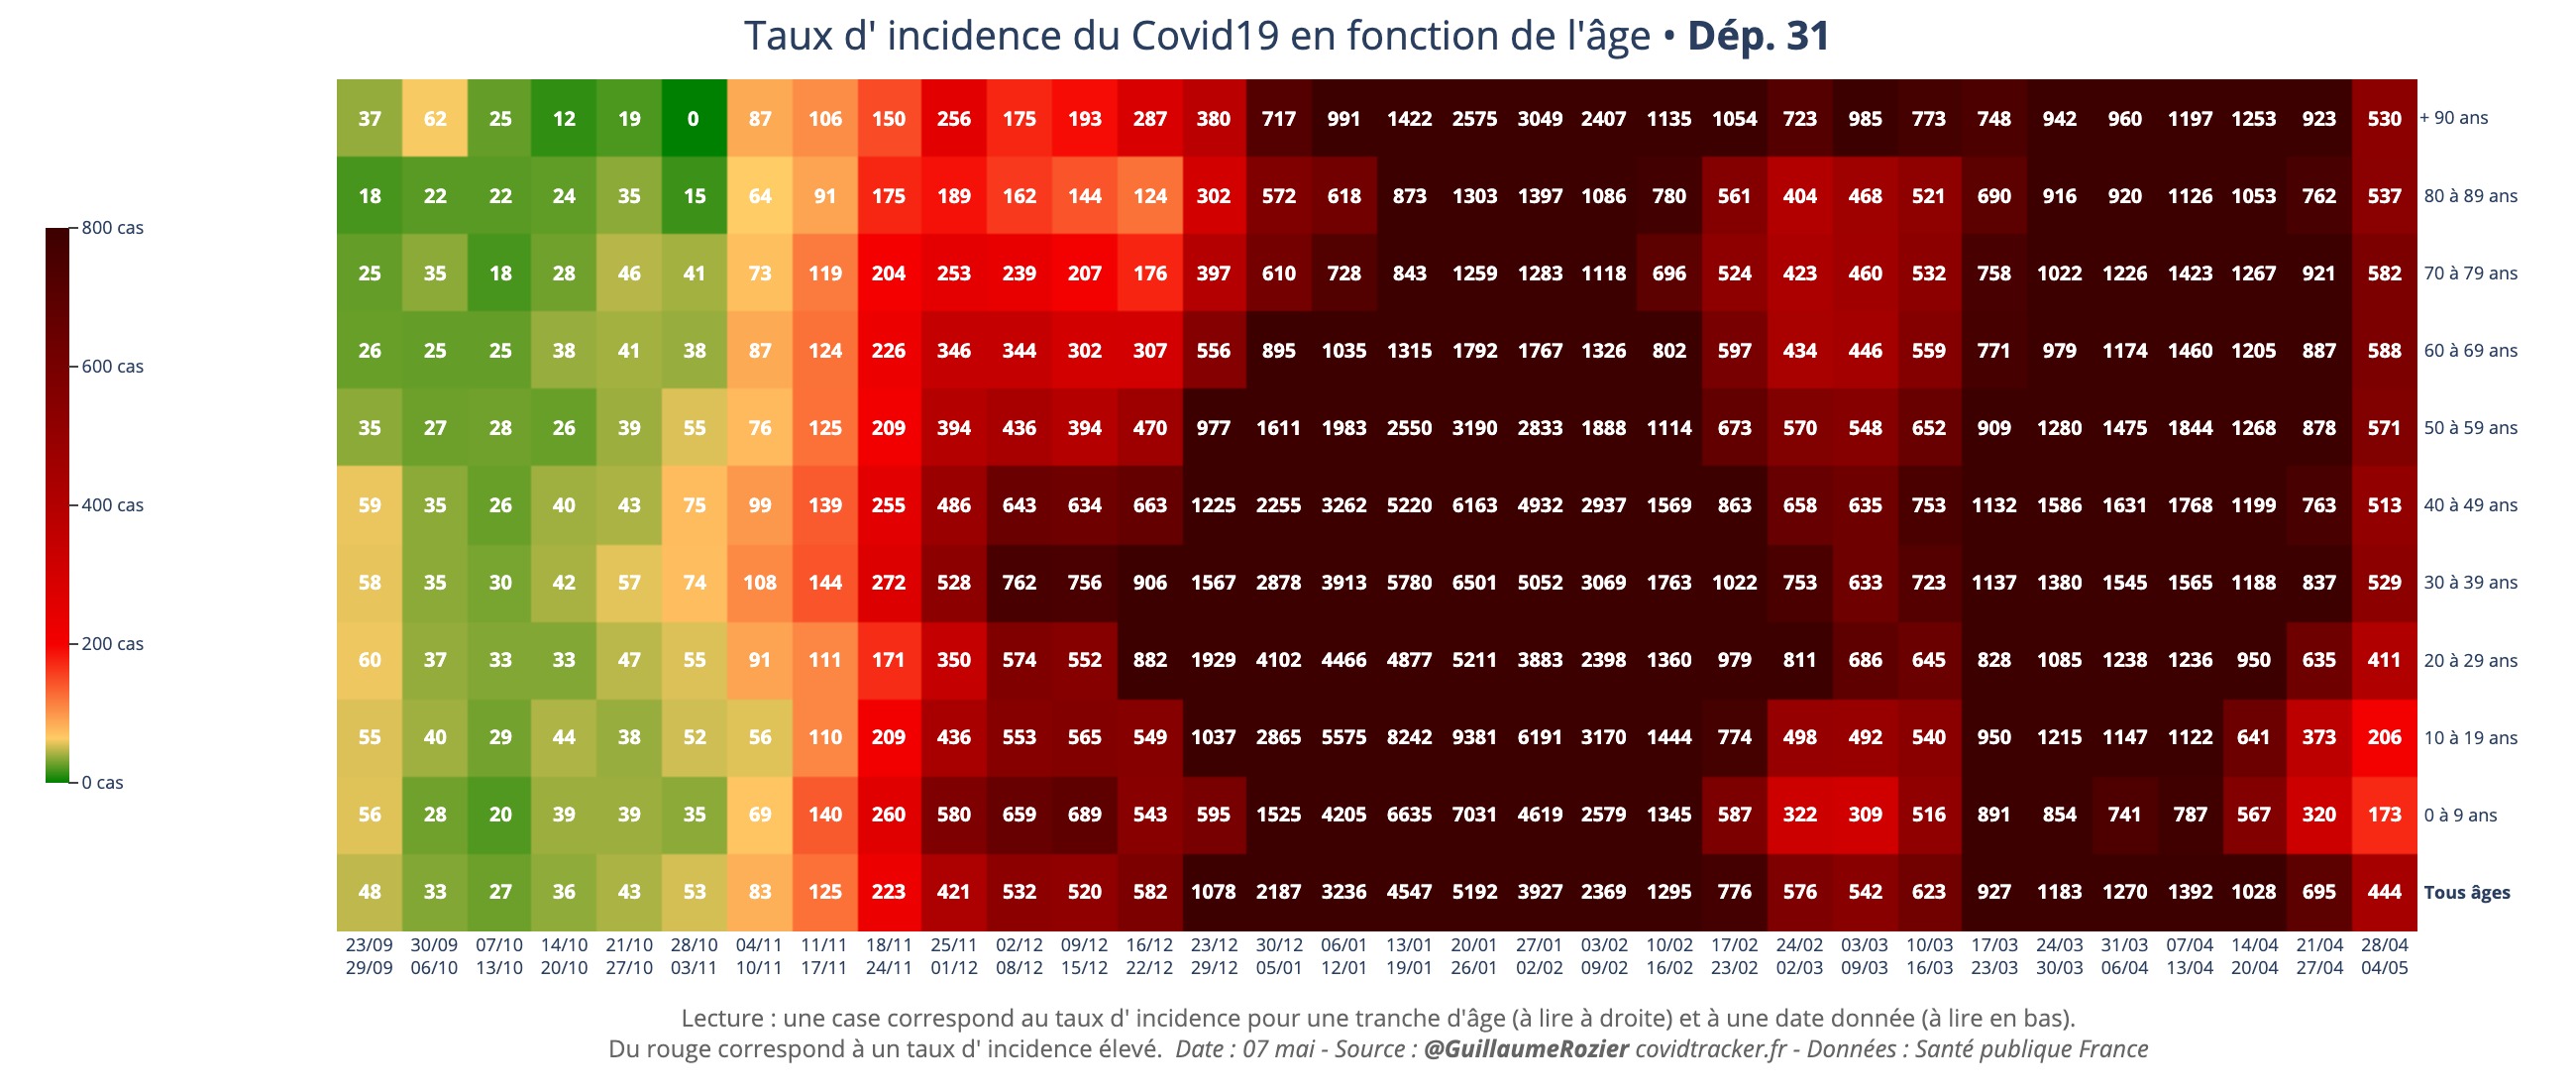 Taux d' incidence du Covid19 en fonction de l'âge • Dép. 31
800 cas
600 cas
400 cas
200 cas
0 cas
37 62 25 12 19 0 87 106 150 256 175 193 287 380 717 991 1422 2575 3049 2407 1135 1054 723 985 773 748 942 960 1197 1253 923 530 + 90 ans
18 22 22 24 35 15 64 91 175 189 162 144 124 302 572 618 873 1303 1397 1086 780 561 404 468 521 690 916 920 1126 1053 762 537 80 à 89 ans
25 35 18 28 46 41 73 119 204 253 239 207 176 397 610 728 843 1259 1283 1118 696 524 423 460 532 758 1022 1226 1423 1267 921 582 70 à 79 ans
26 25 25 38 41 38 87 124 226 346 344 302 307 556 895 1035 1315 1792 1767 1326 802 597 434 446 559 771 979 1174 1460 1205 887 588 60 à 69 ans
35 27 28 26 39 55 76 125 209 394 436 394 470 977 1611 1983 2550 3190 2833 1888 1114 673 570 548 652 909 1280 1475 1844 1268 878 571 50 à 59 ans
59 35 26 40 43 75 99 139 255 486 643 634 663 1225 2255 3262 5220 6163 4932 2937 1569 863 658 635 753 1132 1586 1631 1768 1199 763 513 40 à 49 ans
58 35 30 42 57 74 108 144 272 528 762 756 906 1567 2878 3913 5780 6501 5052 3069 1763 1022 753 633 723 1137 1380 1545 1565 1188 837 529 30 à 39 ans
60 37 33 33 47 55 91 111 171 350 574 552 882 1929 4102 4466 4877 5211 3883 2398 1360 979 811 686 645 828 1085 1238 1236 950 635 411 20 à 29 ans
55 40 29 44 38 52 56 110 209 436 553 565 549 1037 2865 5575 8242 9381 6191 3170 1444 774 498 492 540 950 1215 1147 1122 641 373 206 10 à 19 ans
56 28 20 39 39 35 69 140 260 580 659 689 543 595 1525 4205 6635 7031 4619 2579 1345 587 322 309 516 891 854 741 787 567 320 173 0 à 9 ans
48 33 27 36 43 53 83 125 223 421 532 520 582 1078 2187 3236 4547 5192 3927 2369 1295 776 576 542 623 927 1183 1270 1392 1028 695 444 Tous âges
23/09 30/09 07/10 14/10 21/10 28/10 04/11 11/11 18/11 25/11 02/12 09/12 16/12 23/12 30/12 06/01 13/01 20/01 27/01 03/02 10/02 17/02 24/02 03/03 10/03 17/03 24/03 31/03 07/04 14/04 21/04 28/04
29/09 06/10 13/10 20/10 27/10 03/11 10/11 17/11 24/11 01/12 08/12 15/12 22/12 29/12 05/01 12/01 19/01 26/01 02/02 09/02 16/02 23/02 02/03 09/03 16/03 23/03 30/03 06/04 13/04 20/04 27/04 04/05
Lecture : une case correspond au taux d' incidence pour une tranche d'âge (à lire à droite) et à une date donnée (à lire en bas).
Du rouge correspond à un taux d' incidence élevé. Date : 07 mai - Source : @GuillaumeRozier covidtracker.fr - Données : Santé publique France